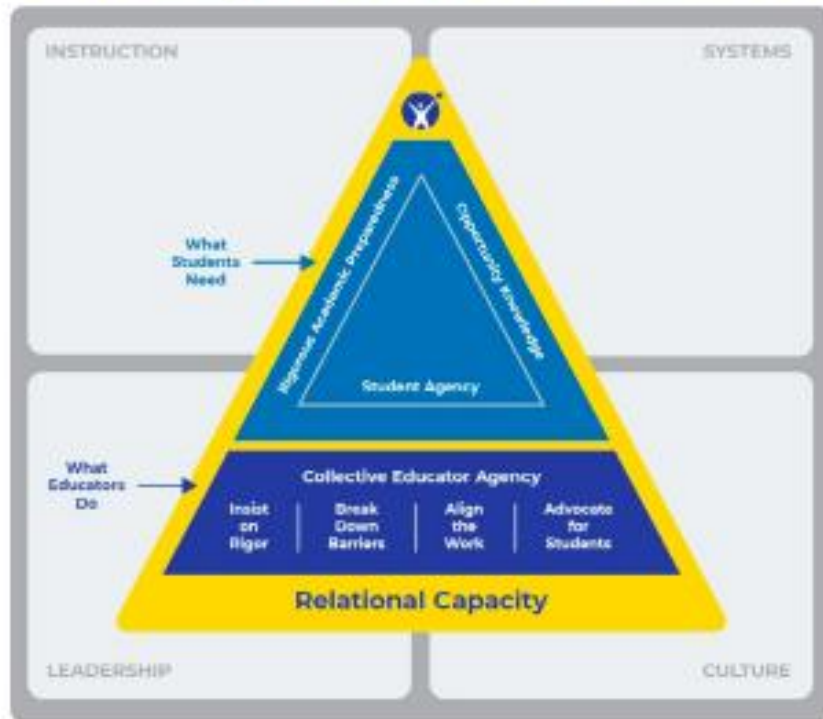 INSTRUCTION
SYSTEMS
Rigorous Academic Preparedness
Opportunity Knowledge
What
Students
Need
Student Agency
What
Educators
Do
Collective Educator Agency
Insist
on
Rigor
Break
Down
Barriers
Align
the
Work
Advocate
for
Students
Relational Capacity
LEADERSHIP
CULTURE